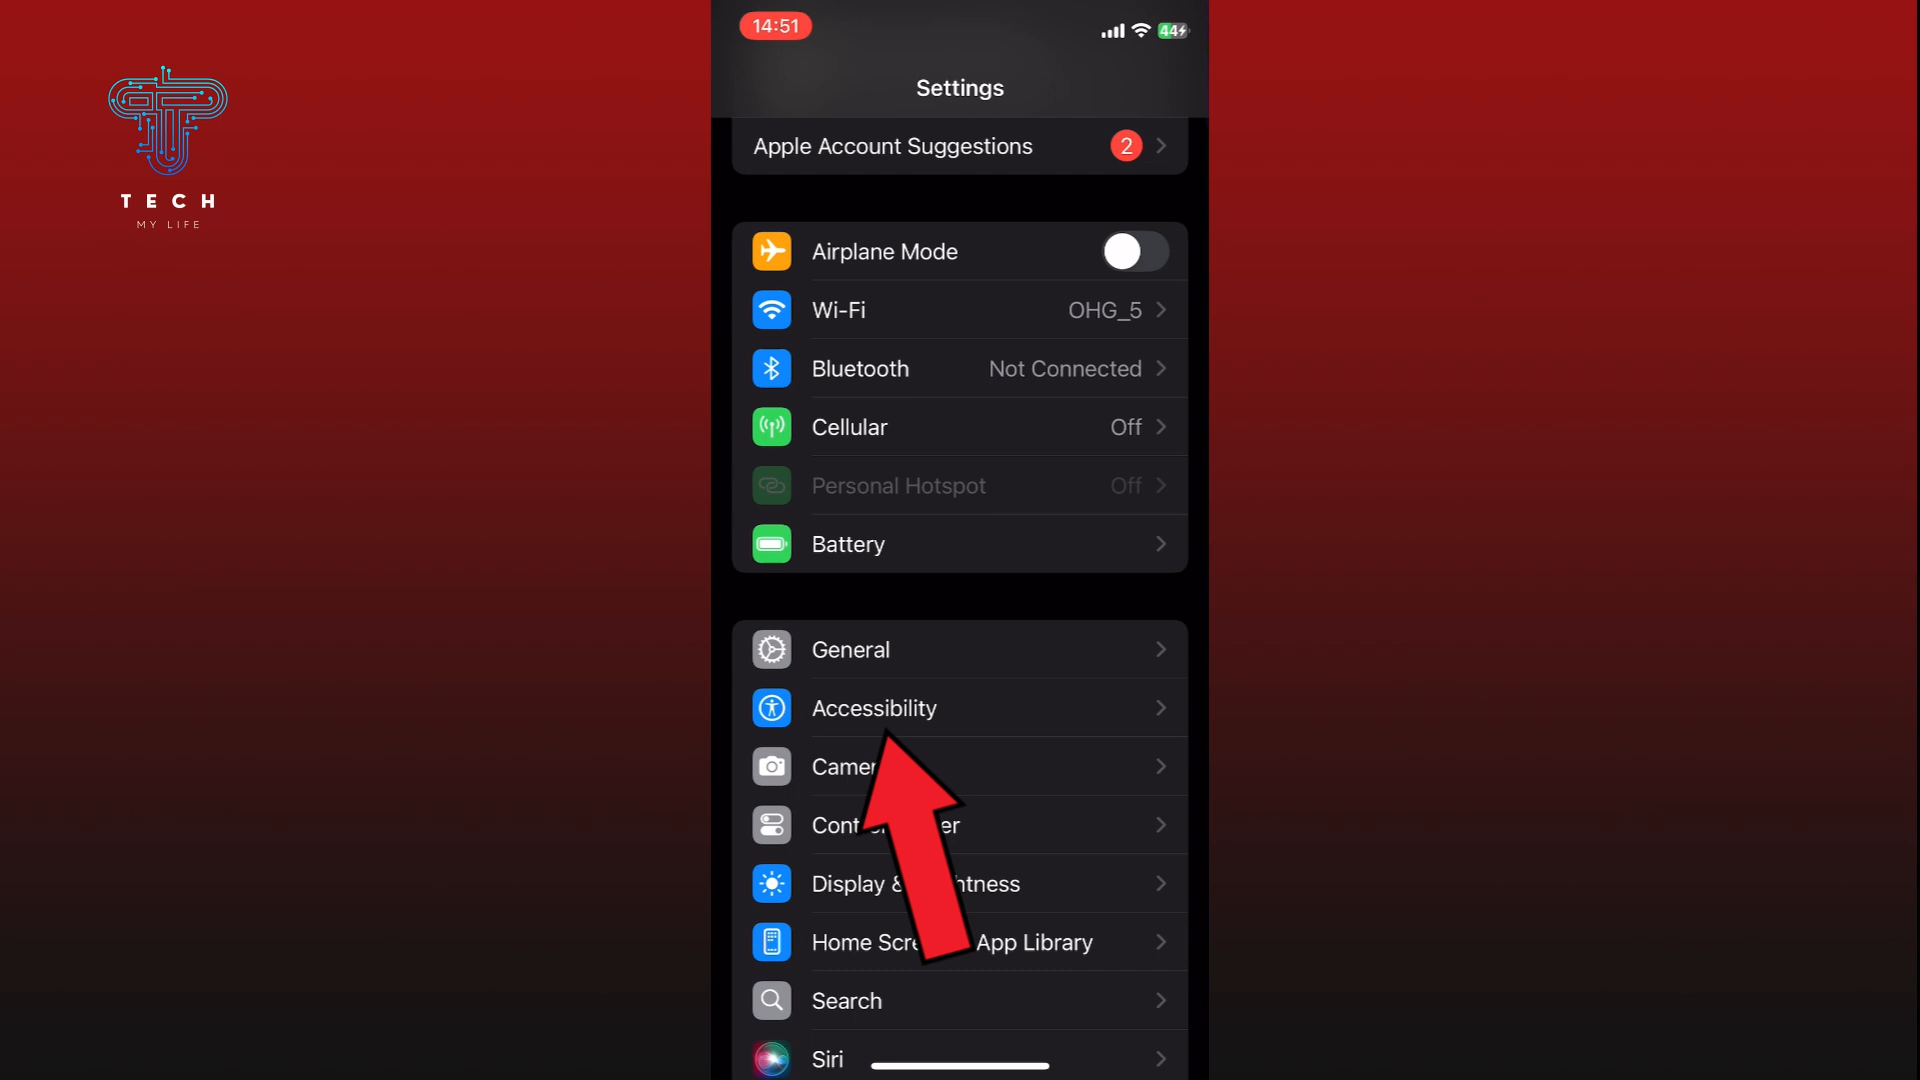 14:51
44
TECH
MY LIFE
Settings
Apple Account Suggestions 2
Airplane Mode
Wi-Fi OHG_5
Bluetooth Not Connected
Cellular Off
Personal Hotspot Off
Battery
General
Accessibility
Camer
Cont er
Display & htness
Home Scre App Library
Search
Siri